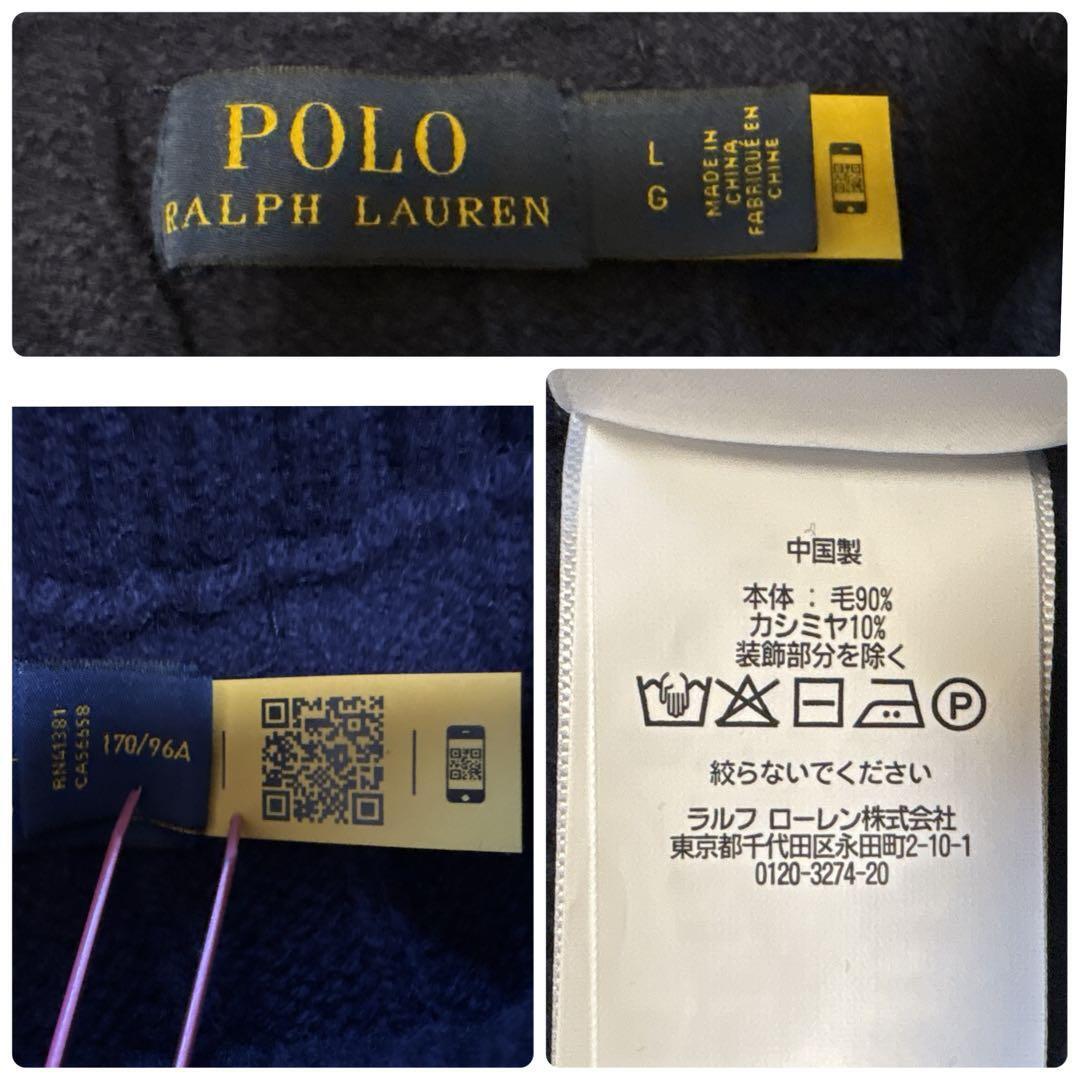 POLO
RALPH LAUREN
L
G
MADE IN
CHINA
FABRIQUÉ EN
CHINE
RN41381
CA56658
170/96A
中国製
本体 : 毛90%
カシミヤ10%
装飾部分を除く
P
絞らないでください
ラルフ ローレン株式会社
東京都千代田区永田町2-10-1
0120-3274-20